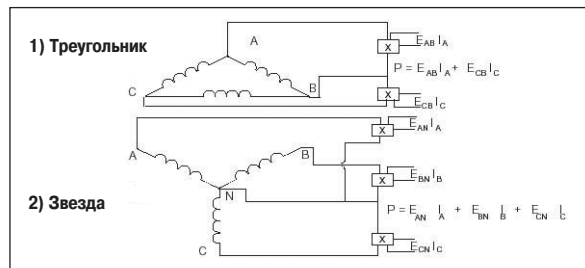 1) Треугольник
A
C
B
X
E_AB I_A
P = E_AB I_A + E_CB I_C
X
E_CB I_C
A
B
N
C
2) Звезда
X
E_AN I_A
X
E_BN I_B
P = E_AN I_A + E_BN I_B + E_CN I_C
X
E_CN I_C